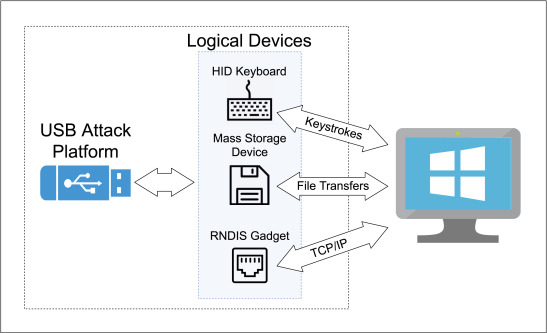 Logical Devices
HID Keyboard
USB Attack
Platform
Keystrokes
Mass Storage
Device
File Transfers
RNDIS Gadget
TCP/IP